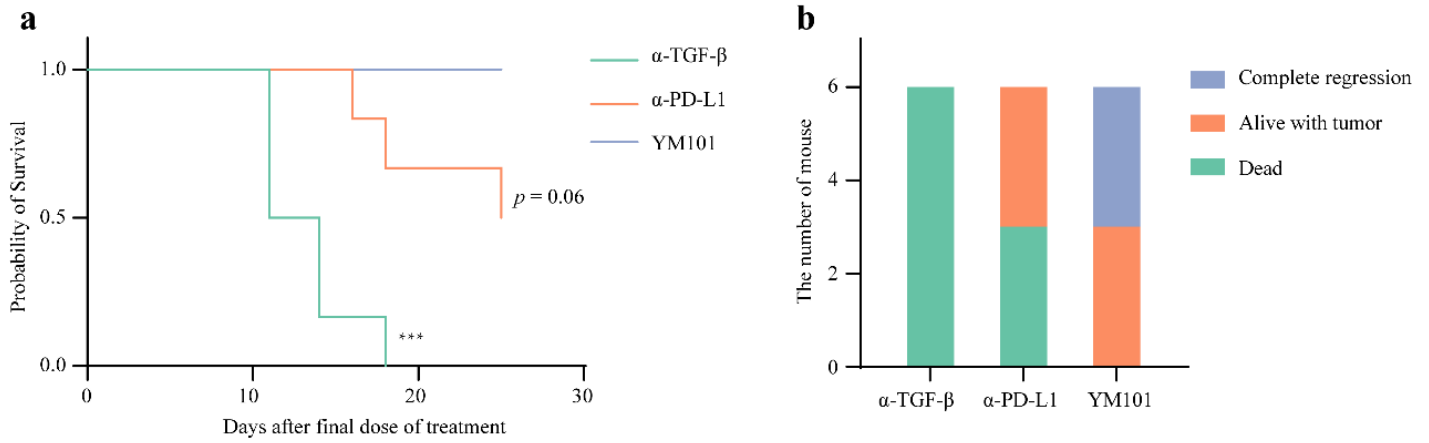 a
1.0
0.5
0.0
0
10
20
30
Probability of Survival
Days after final dose of treatment
α-TGF-β
α-PD-L1
YM101
p = 0.06
***
b
6
4
2
0
The number of mouse
α-TGF-β
α-PD-L1
YM101
Complete regression
Alive with tumor
Dead